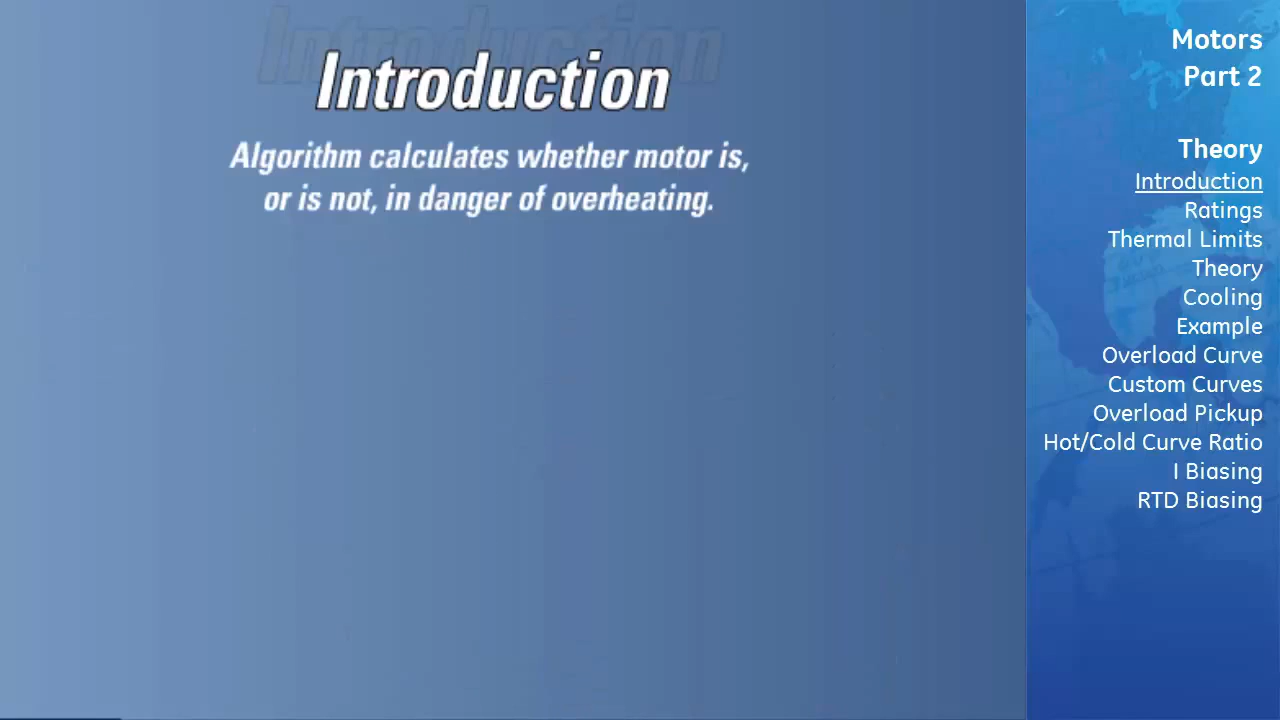 Introduction
Algorithm calculates whether motor is,
or is not, in danger of overheating.
Motors
Part 2
Theory
Introduction
Ratings
Thermal Limits
Theory
Cooling
Example
Overload Curve
Custom Curves
Overload Pickup
Hot/Cold Curve Ratio
I Biasing
RTD Biasing